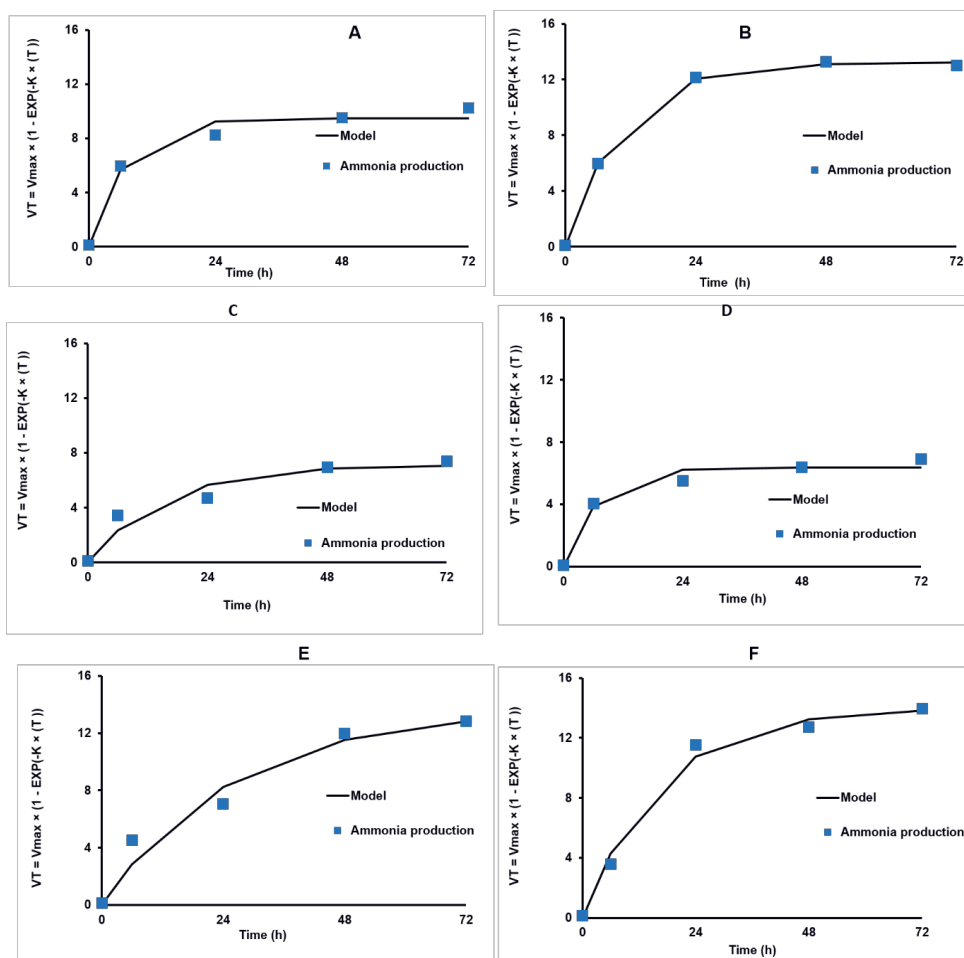 A
VT = Vmax × (1 - EXP(-K × (T ))
16
12
8
4
0
Model
Ammonia production
0
24
48
72
Time (h)
B
VT = Vmax × (1 - EXP(-K × (T ))
16
12
8
4
0
Model
Ammonia production
0
24
48
72
Time (h)
C
VT = Vmax × (1 - EXP(-K × (T ))
16
12
8
4
0
Model
Ammonia production
0
24
48
72
Time (h)
D
VT = Vmax × (1 - EXP(-K × (T ))
16
12
8
4
0
Model
Ammonia production
0
24
48
72
Time (h)
E
VT = Vmax × (1 - EXP(-K × (T ))
16
12
8
4
0
Model
Ammonia production
0
24
48
72
Time (h)
F
VT = Vmax × (1 - EXP(-K × (T ))
16
12
8
4
0
Model
Ammonia production
0
24
48
72
Time (h)